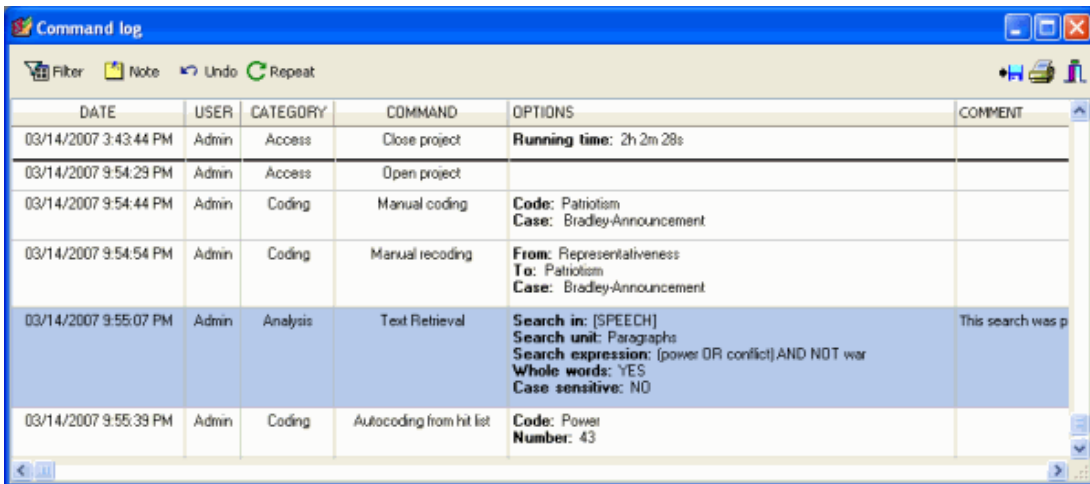 Command log
Filter Note Undo Repeat
DATE USER CATEGORY COMMAND OPTIONS COMMENT
03/14/2007 3:43:44 PM Admin Access Close project Running time: 2h 2m 28s
03/14/2007 9:54:29 PM Admin Access Open project
03/14/2007 9:54:44 PM Admin Coding Manual coding Code: Patriotism
Case: Bradley-Announcement
03/14/2007 9:54:54 PM Admin Coding Manual recoding From: Representativeness
To: Patriotism
Case: Bradley-Announcement
03/14/2007 9:55:07 PM Admin Analysis Text Retrieval Search in: [SPEECH] This search was p
Search unit: Paragraphs
Search expression: (power OR conflict) AND NOT war
Whole words: YES
Case sensitive: NO
03/14/2007 9:55:39 PM Admin Coding Autocoding from hit list Code: Power
Number: 43